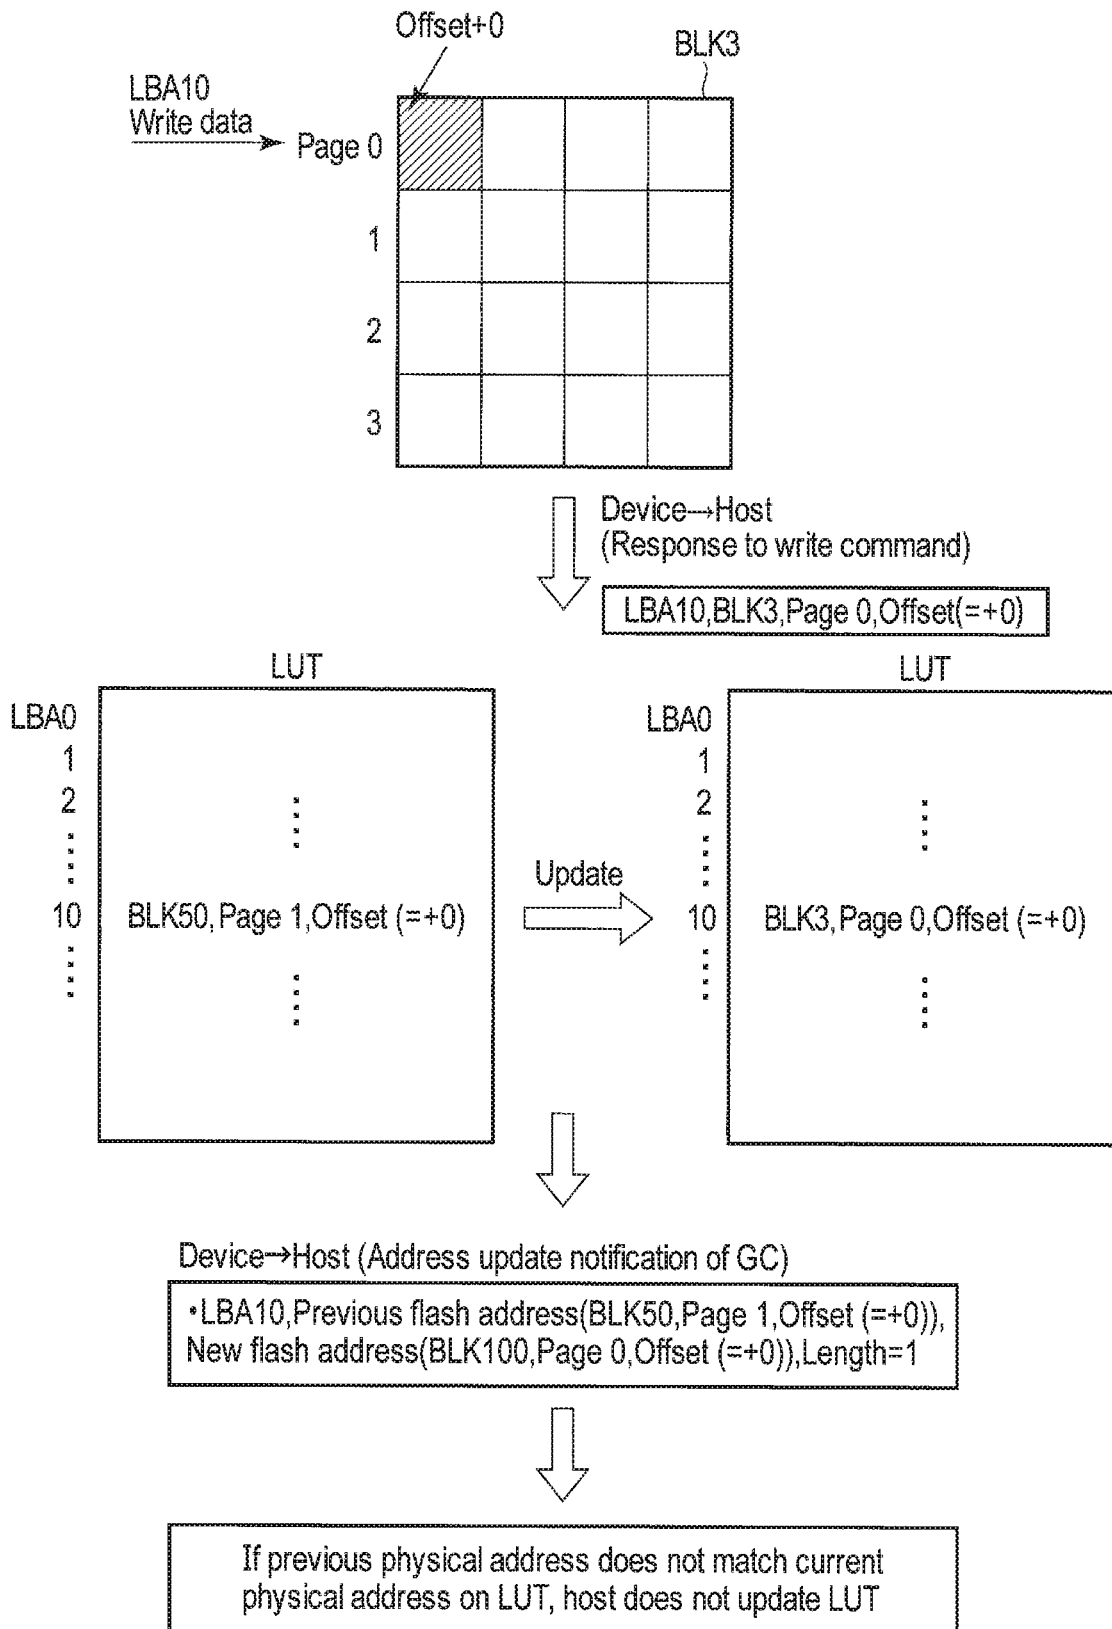 Offset+0
BLK3
LBA10
Write data
Page 0
1
2
3
Device→Host
(Response to write command)
LBA10,BLK3,Page 0,Offset(=+0)
LUT
LBA0
1
2
10
BLK50,Page 1,Offset (=+0)
Update
LUT
LBA0
1
2
10
BLK3,Page 0,Offset (=+0)
Device→Host (Address update notification of GC)
•LBA10,Previous flash address(BLK50,Page 1,Offset (=+0)),
New flash address(BLK100,Page 0,Offset (=+0)),Length=1
If previous physical address does not match current
physical address on LUT, host does not update LUT